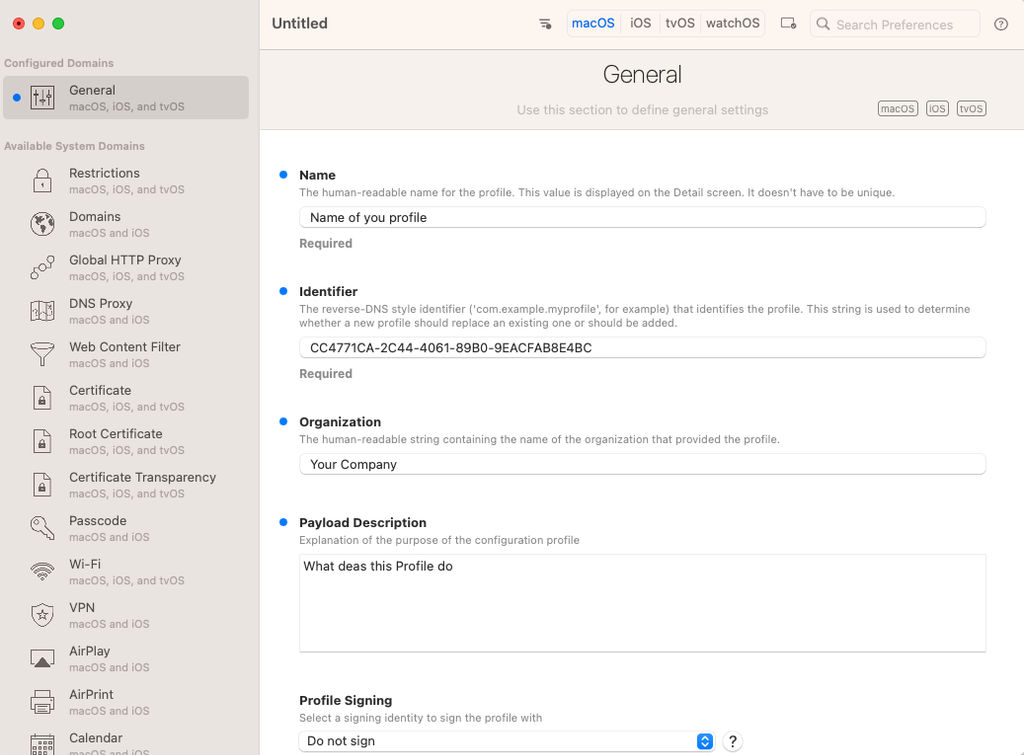 Untitled
macOS
iOS
tvOS
watchOS
Search Preferences
?
Configured Domains
General
macOS, iOS, and tvOS
Available System Domains
Restrictions
macOS, iOS, and tvOS
Domains
macOS and iOS
Global HTTP Proxy
macOS, iOS, and tvOS
DNS Proxy
macOS and iOS
Web Content Filter
macOS and iOS
Certificate
macOS, iOS, and tvOS
Root Certificate
macOS, iOS, and tvOS
Certificate Transparency
macOS, iOS, and tvOS
Passcode
macOS and iOS
Wi-Fi
macOS, iOS, and tvOS
VPN
macOS and iOS
AirPlay
macOS and iOS
AirPrint
macOS and iOS
Calendar
macOS and iOS
General
Use this section to define general settings
macOS
iOS
tvOS
Name
The human-readable name for the profile. This value is displayed on the Detail screen. It doesn't have to be unique.
Name of you profile
Required
Identifier
The reverse-DNS style identifier ('com.example.myprofile', for example) that identifies the profile. This string is used to determine
whether a new profile should replace an existing one or should be added.
CC4771CA-2C44-4061-89B0-9EACFAB8E4BC
Required
Organization
The human-readable string containing the name of the organization that provided the profile.
Your Company
Payload Description
Explanation of the purpose of the configuration profile
What deas this Profile do
Profile Signing
Select a signing identity to sign the profile with
Do not sign
?